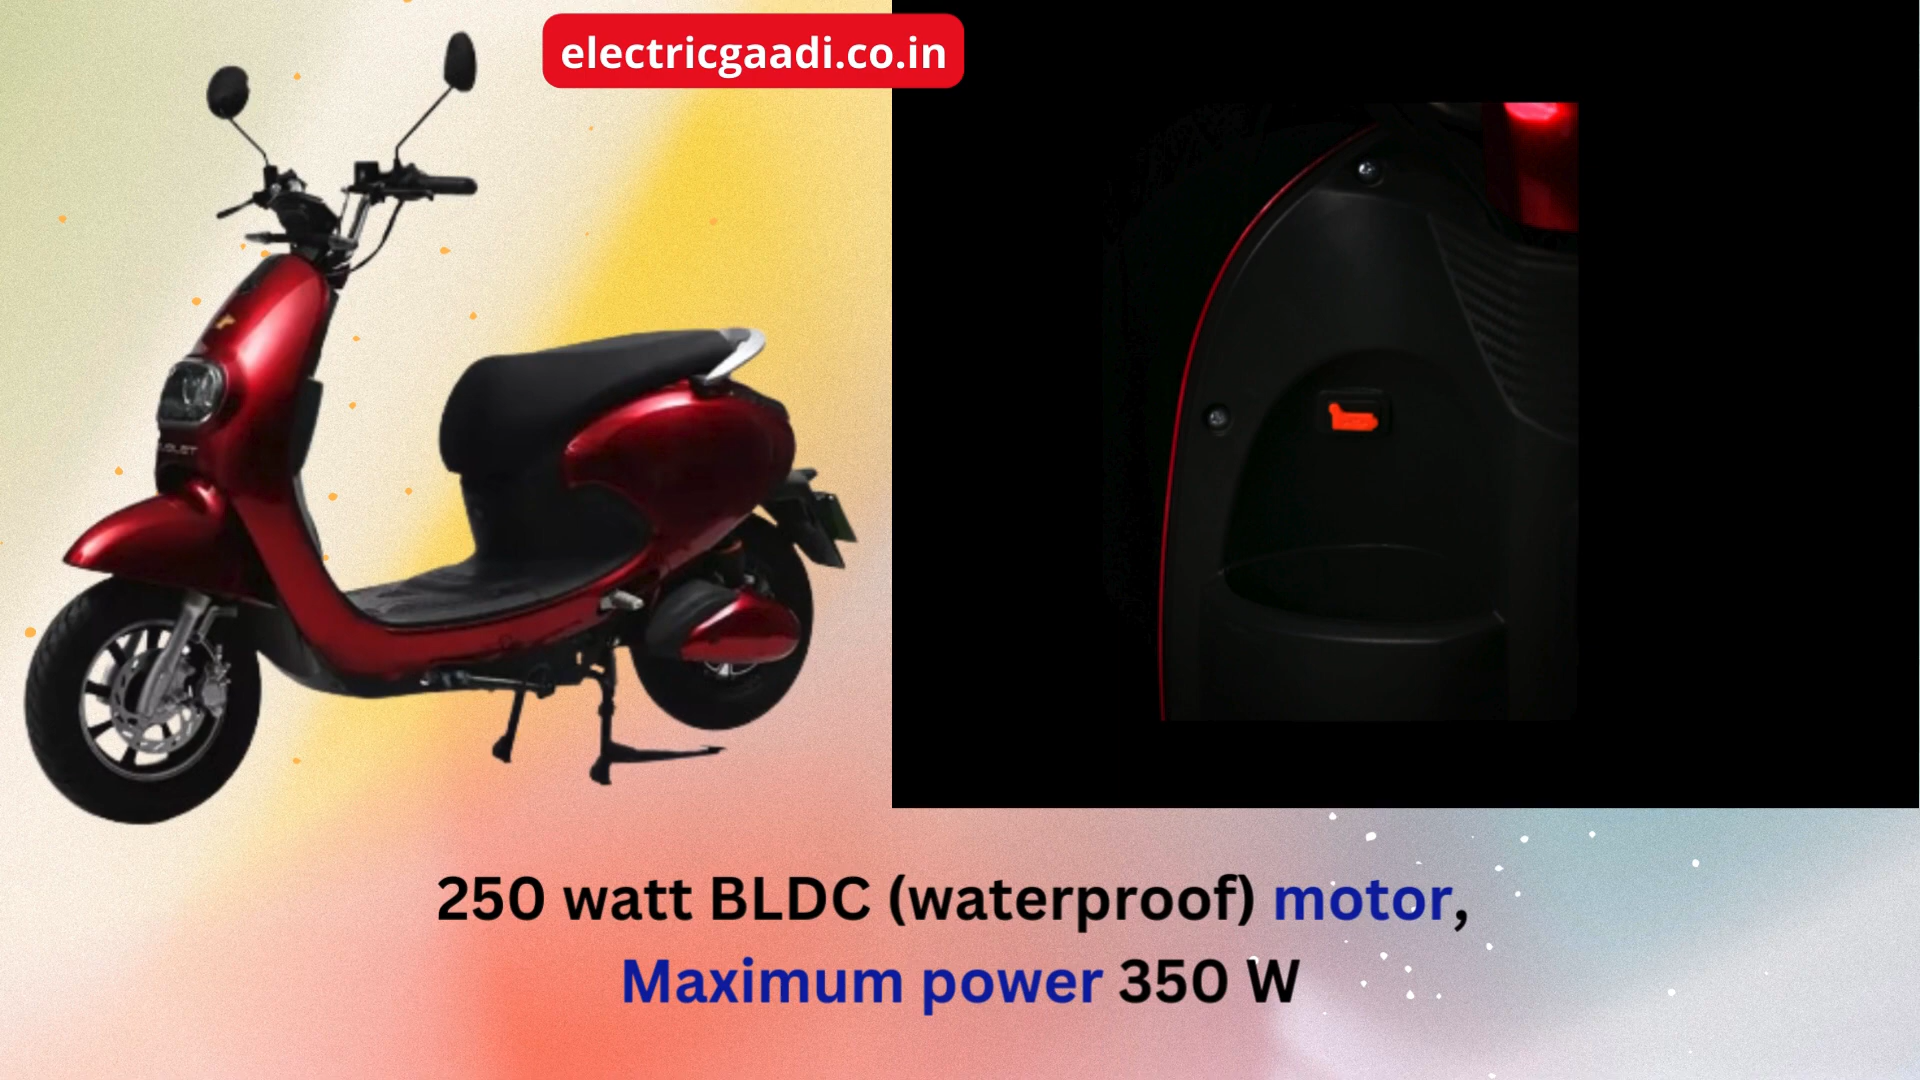 electricgaadi.co.in
250 watt BLDC (waterproof) motor,
Maximum power 350 W